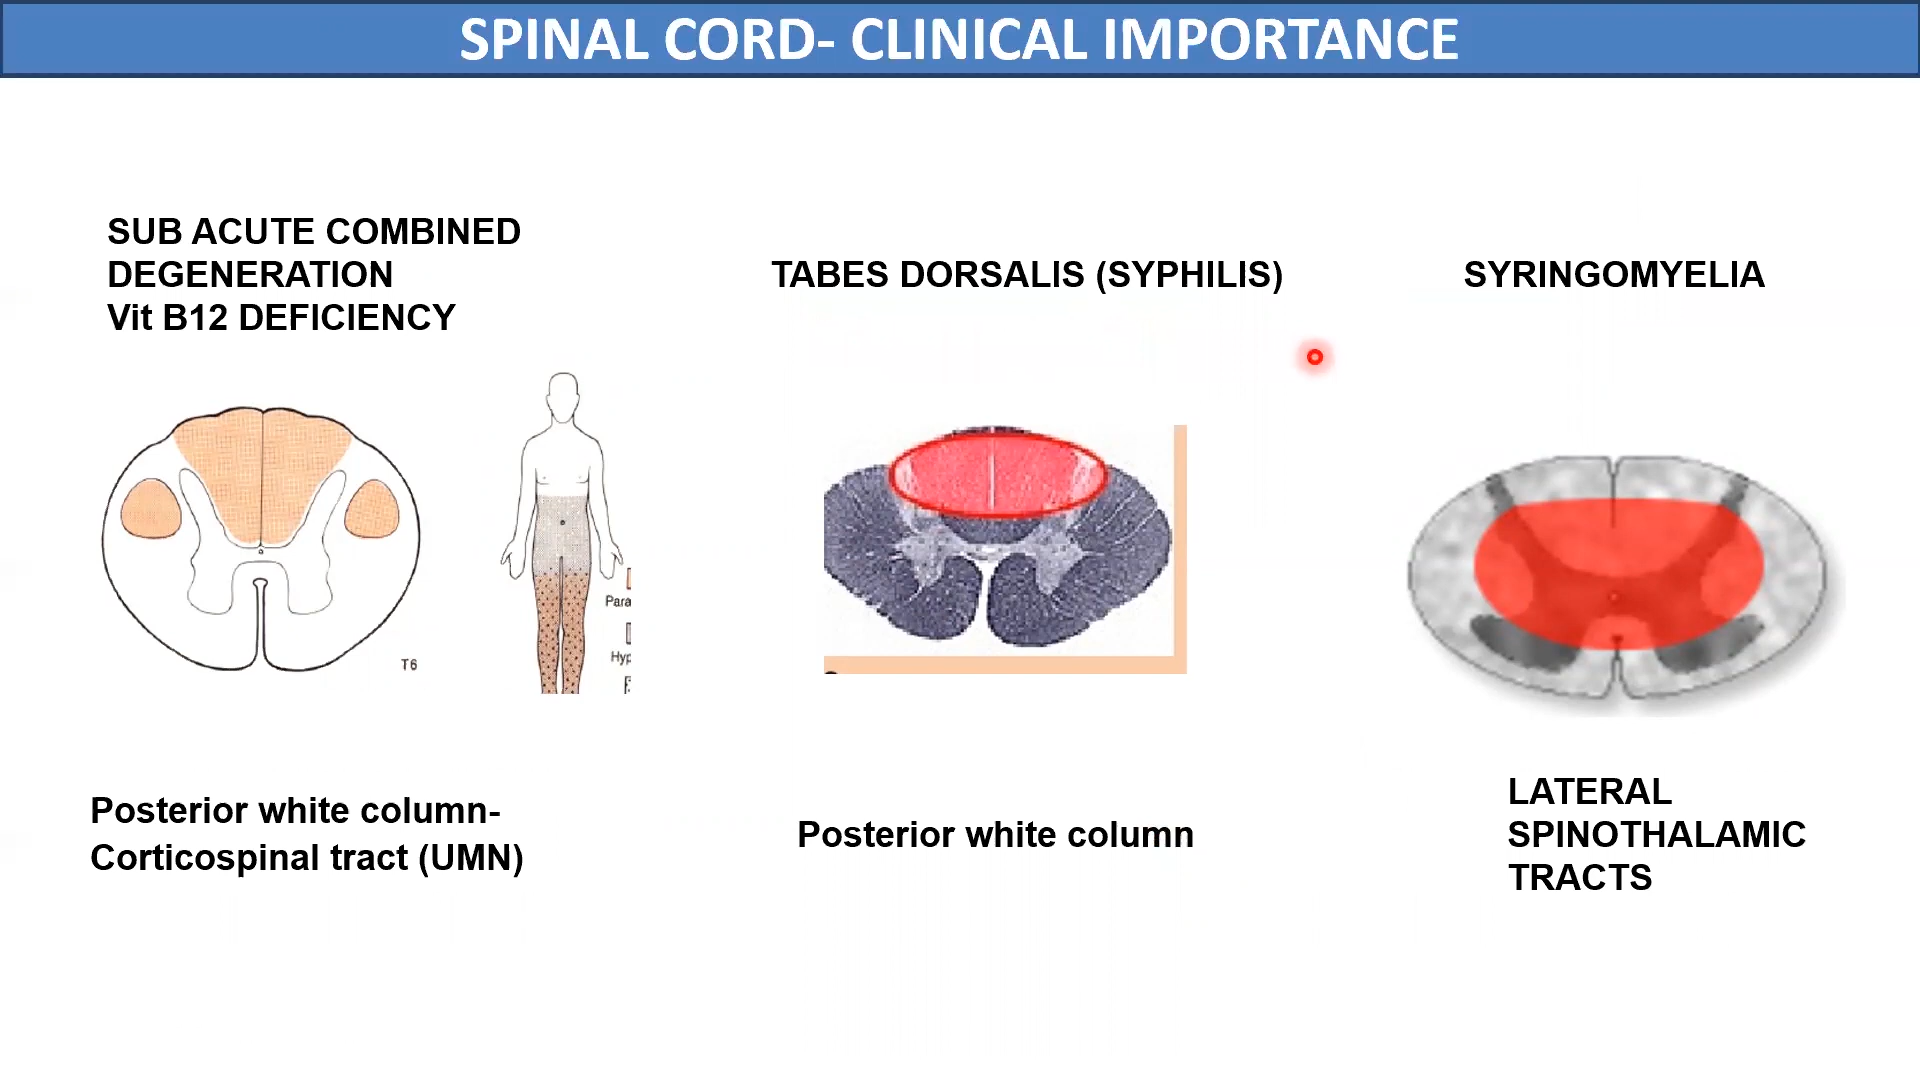 SPINAL CORD- CLINICAL IMPORTANCE
SUB ACUTE COMBINED
DEGENERATION
Vit B12 DEFICIENCY
TABES DORSALIS (SYPHILIS)
SYRINGOMYELIA
T6
Para
Hyp
Posterior white column-
Corticospinal tract (UMN)
Posterior white column
LATERAL
SPINOTHALAMIC
TRACTS